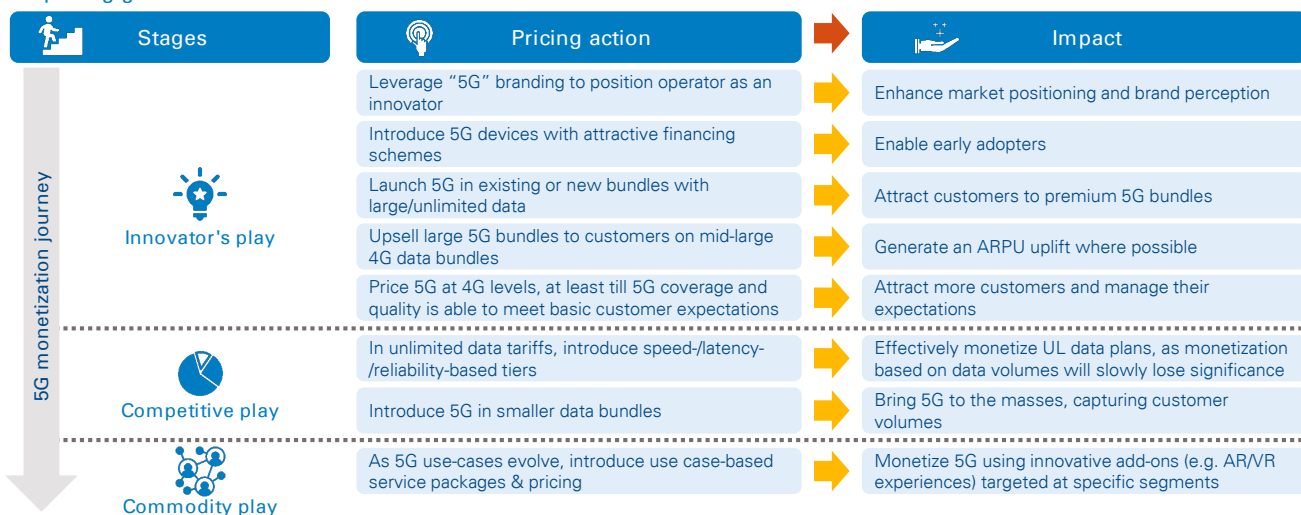 Stages
Pricing action
Impact
5G monetization journey
Innovator's play
Leverage “5G” branding to position operator as an
innovator
Enhance market positioning and brand perception
Introduce 5G devices with attractive financing
schemes
Enable early adopters
Launch 5G in existing or new bundles with
large/unlimited data
Attract customers to premium 5G bundles
Upsell large 5G bundles to customers on mid-large
4G data bundles
Generate an ARPU uplift where possible
Price 5G at 4G levels, at least till 5G coverage and
quality is able to meet basic customer expectations
Attract more customers and manage their
expectations
Competitive play
In unlimited data tariffs, introduce speed-/latency-
/reliability-based tiers
Effectively monetize UL data plans, as monetization
based on data volumes will slowly lose significance
Introduce 5G in smaller data bundles
Bring 5G to the masses, capturing customer
volumes
Commodity play
As 5G use-cases evolve, introduce use case-based
service packages & pricing
Monetize 5G using innovative add-ons (e.g. AR/VR
experiences) targeted at specific segments